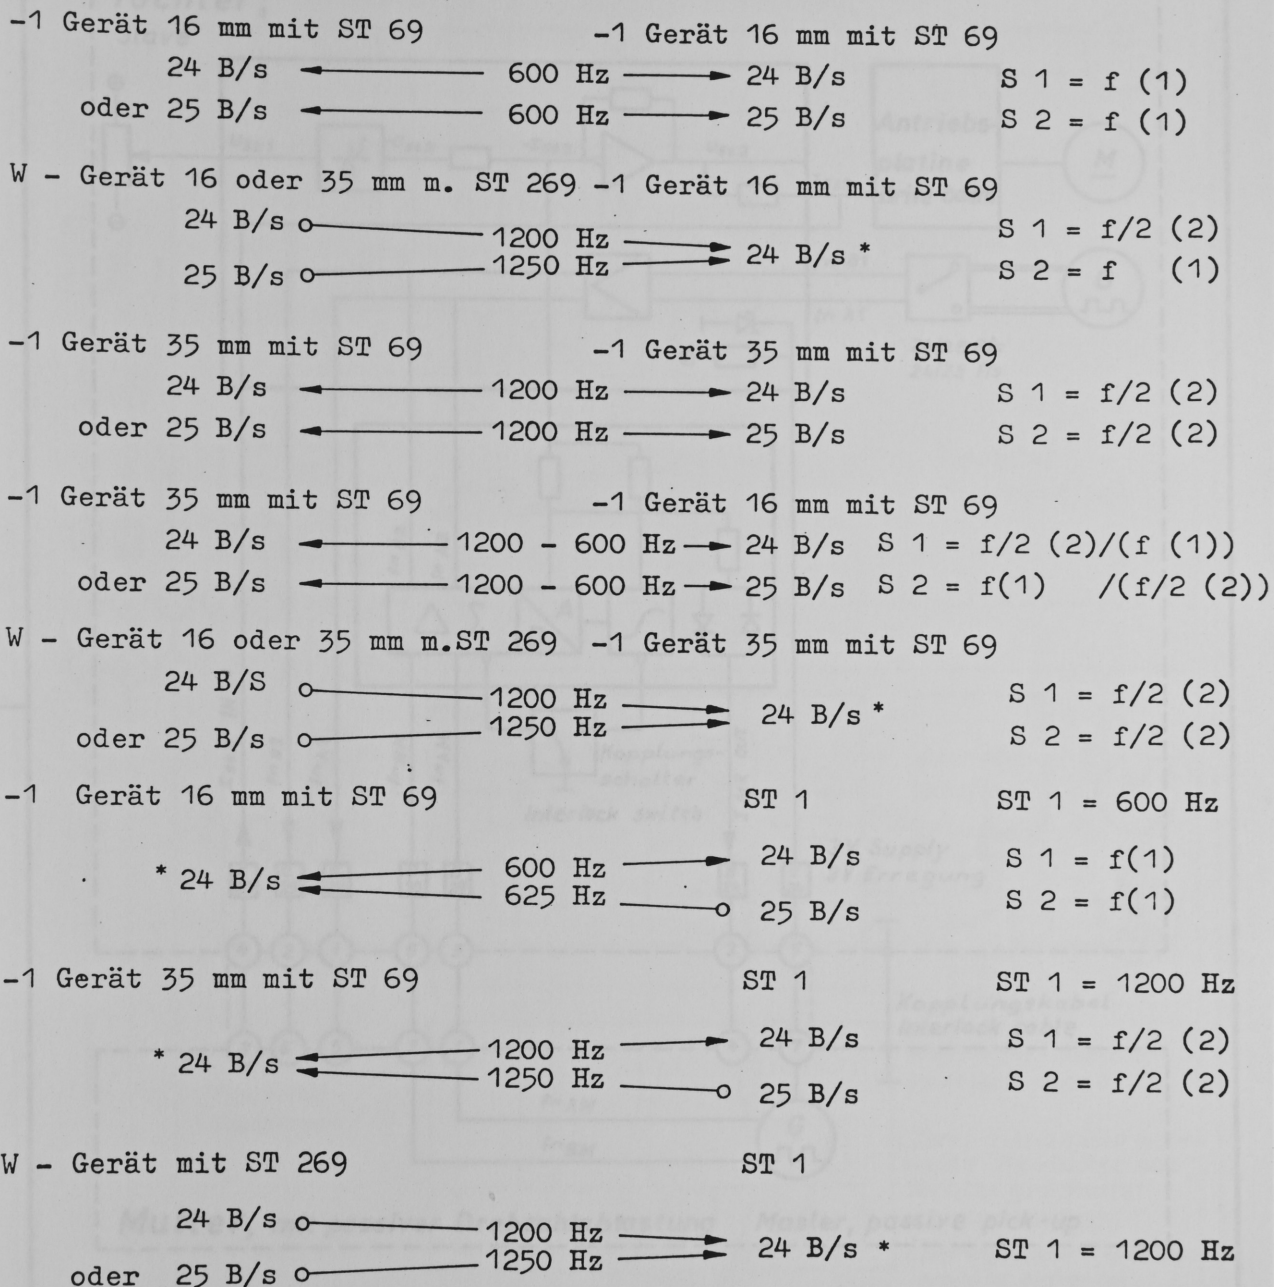 -1 Gerät 16 mm mit ST 69 -1 Gerät 16 mm mit ST 69
24 B/s 600 Hz 24 B/s S 1 = f (1)
oder 25 B/s 600 Hz 25 B/s S 2 = f (1)
W - Gerät 16 oder 35 mm m. ST 269 -1 Gerät 16 mm mit ST 69
24 B/s 1200 Hz 24 B/s * S 1 = f/2 (2)
25 B/s 1250 Hz S 2 = f (1)
-1 Gerät 35 mm mit ST 69 -1 Gerät 35 mm mit ST 69
24 B/s 1200 Hz 24 B/s S 1 = f/2 (2)
oder 25 B/s 1200 Hz 25 B/s S 2 = f/2 (2)
-1 Gerät 35 mm mit ST 69 -1 Gerät 16 mm mit ST 69
24 B/s 1200 - 600 Hz 24 B/s S 1 = f/2 (2)/(f (1))
oder 25 B/s 1200 - 600 Hz 25 B/s S 2 = f(1) /(f/2 (2))
W - Gerät 16 oder 35 mm m.ST 269 -1 Gerät 35 mm mit ST 69
24 B/S 1200 Hz 24 B/s * S 1 = f/2 (2)
oder 25 B/s 1250 Hz S 2 = f/2 (2)
-1 Gerät 16 mm mit ST 69 ST 1 ST 1 = 600 Hz
* 24 B/s 600 Hz 24 B/s S 1 = f(1)
625 Hz 25 B/s S 2 = f(1)
-1 Gerät 35 mm mit ST 69 ST 1 ST 1 = 1200 Hz
* 24 B/s 1200 Hz 24 B/s S 1 = f/2 (2)
1250 Hz 25 B/s S 2 = f/2 (2)
W - Gerät mit ST 269 ST 1
24 B/s 1200 Hz 24 B/s * ST 1 = 1200 Hz
oder 25 B/s 1250 Hz